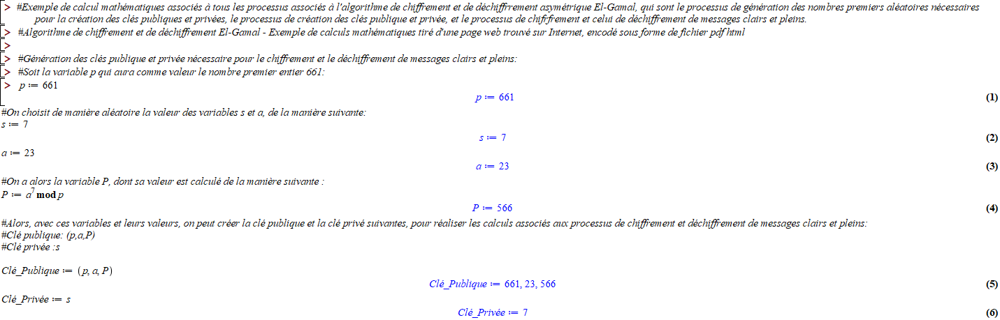 > #Exemple de calcul mathématiques associés à tous les processus associés à l'algorithme de chiffrement et de déchiffrrement asymétrique El-Gamal, qui sont le processus de génération des nombres premiers aléatoires nécessaires
pour la création des clés publiques et privées, le processus de création des clés publique et privée, et le processus de chifrfrement et celui de déchiffrement de messages clairs et pleins.
> #Algorithme de chiffrement et de déchiffrement El-Gamal - Exemple de calculs mathématiques tiré d'une page web trouvé sur Internet, encodé sous forme de fichier pdf html
>
> #Génération des clés publique et privée nécessaire pour le chiffrement et le déchiffrement de messages clairs et pleins:
> #Soit la variable p qui aura comme valeur le nombre premier entier 661:
> p := 661
p := 661 (1)
#On choisit de manière aléatoire la valeur des variables s et a, de la manière suivante:
s := 7
s := 7 (2)
a := 23
a := 23 (3)
#On a alors la variable P, dont sa valeur est calculé de la manière suivante :
P := a⁷ mod p
P := 566 (4)
#Alors, avec ces variables et leurs valeurs, on peut créer la clé publique et la clé privé suivantes, pour réaliser les calculs associés aux processus de chiffrement et déchiffrement de messages clairs et pleins:
#Clé publique: (p,a,P)
#Clé privée :s
Clé_Publique := (p, a, P)
Clé_Publique := 661, 23, 566 (5)
Clé_Privée := s
Clé_Privée := 7 (6)